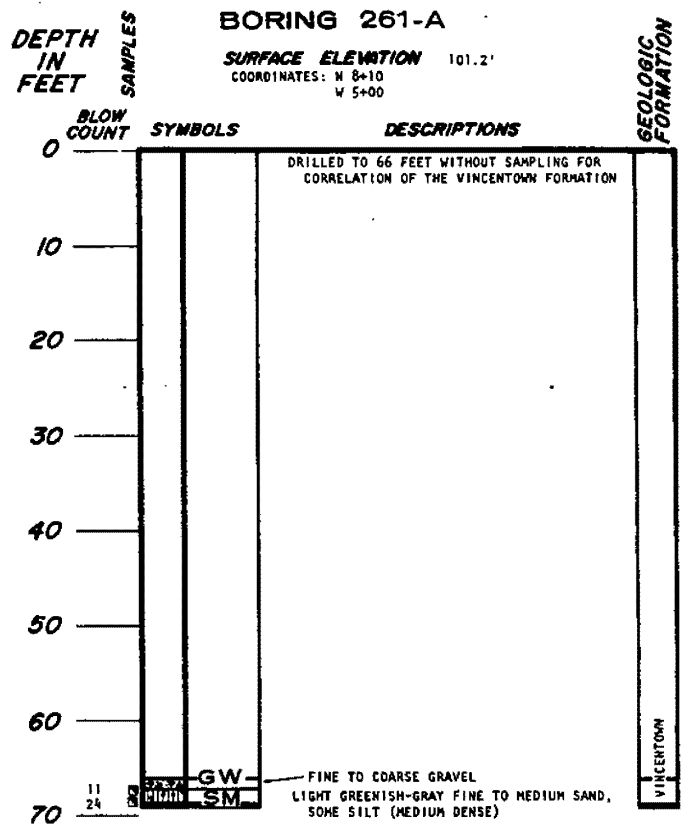 BORING 261-A
DEPTH
IN
FEET
SAMPLES
SURFACE ELEVATION 101.2'
COORDINATES: N 8+10
W 5+00
GEOLOGIC
FORMATION
BLOW
COUNT
SYMBOLS
DESCRIPTIONS
0
DRILLED TO 66 FEET WITHOUT SAMPLING FOR
CORRELATION OF THE VINCENTOWN FORMATION
10
20
30
40
50
60
VINCENTOWN
GW
FINE TO COARSE GRAVEL
11
SM
LIGHT GREENISH-GRAY FINE TO MEDIUM SAND,
24
SOME SILT (MEDIUM DENSE)
70